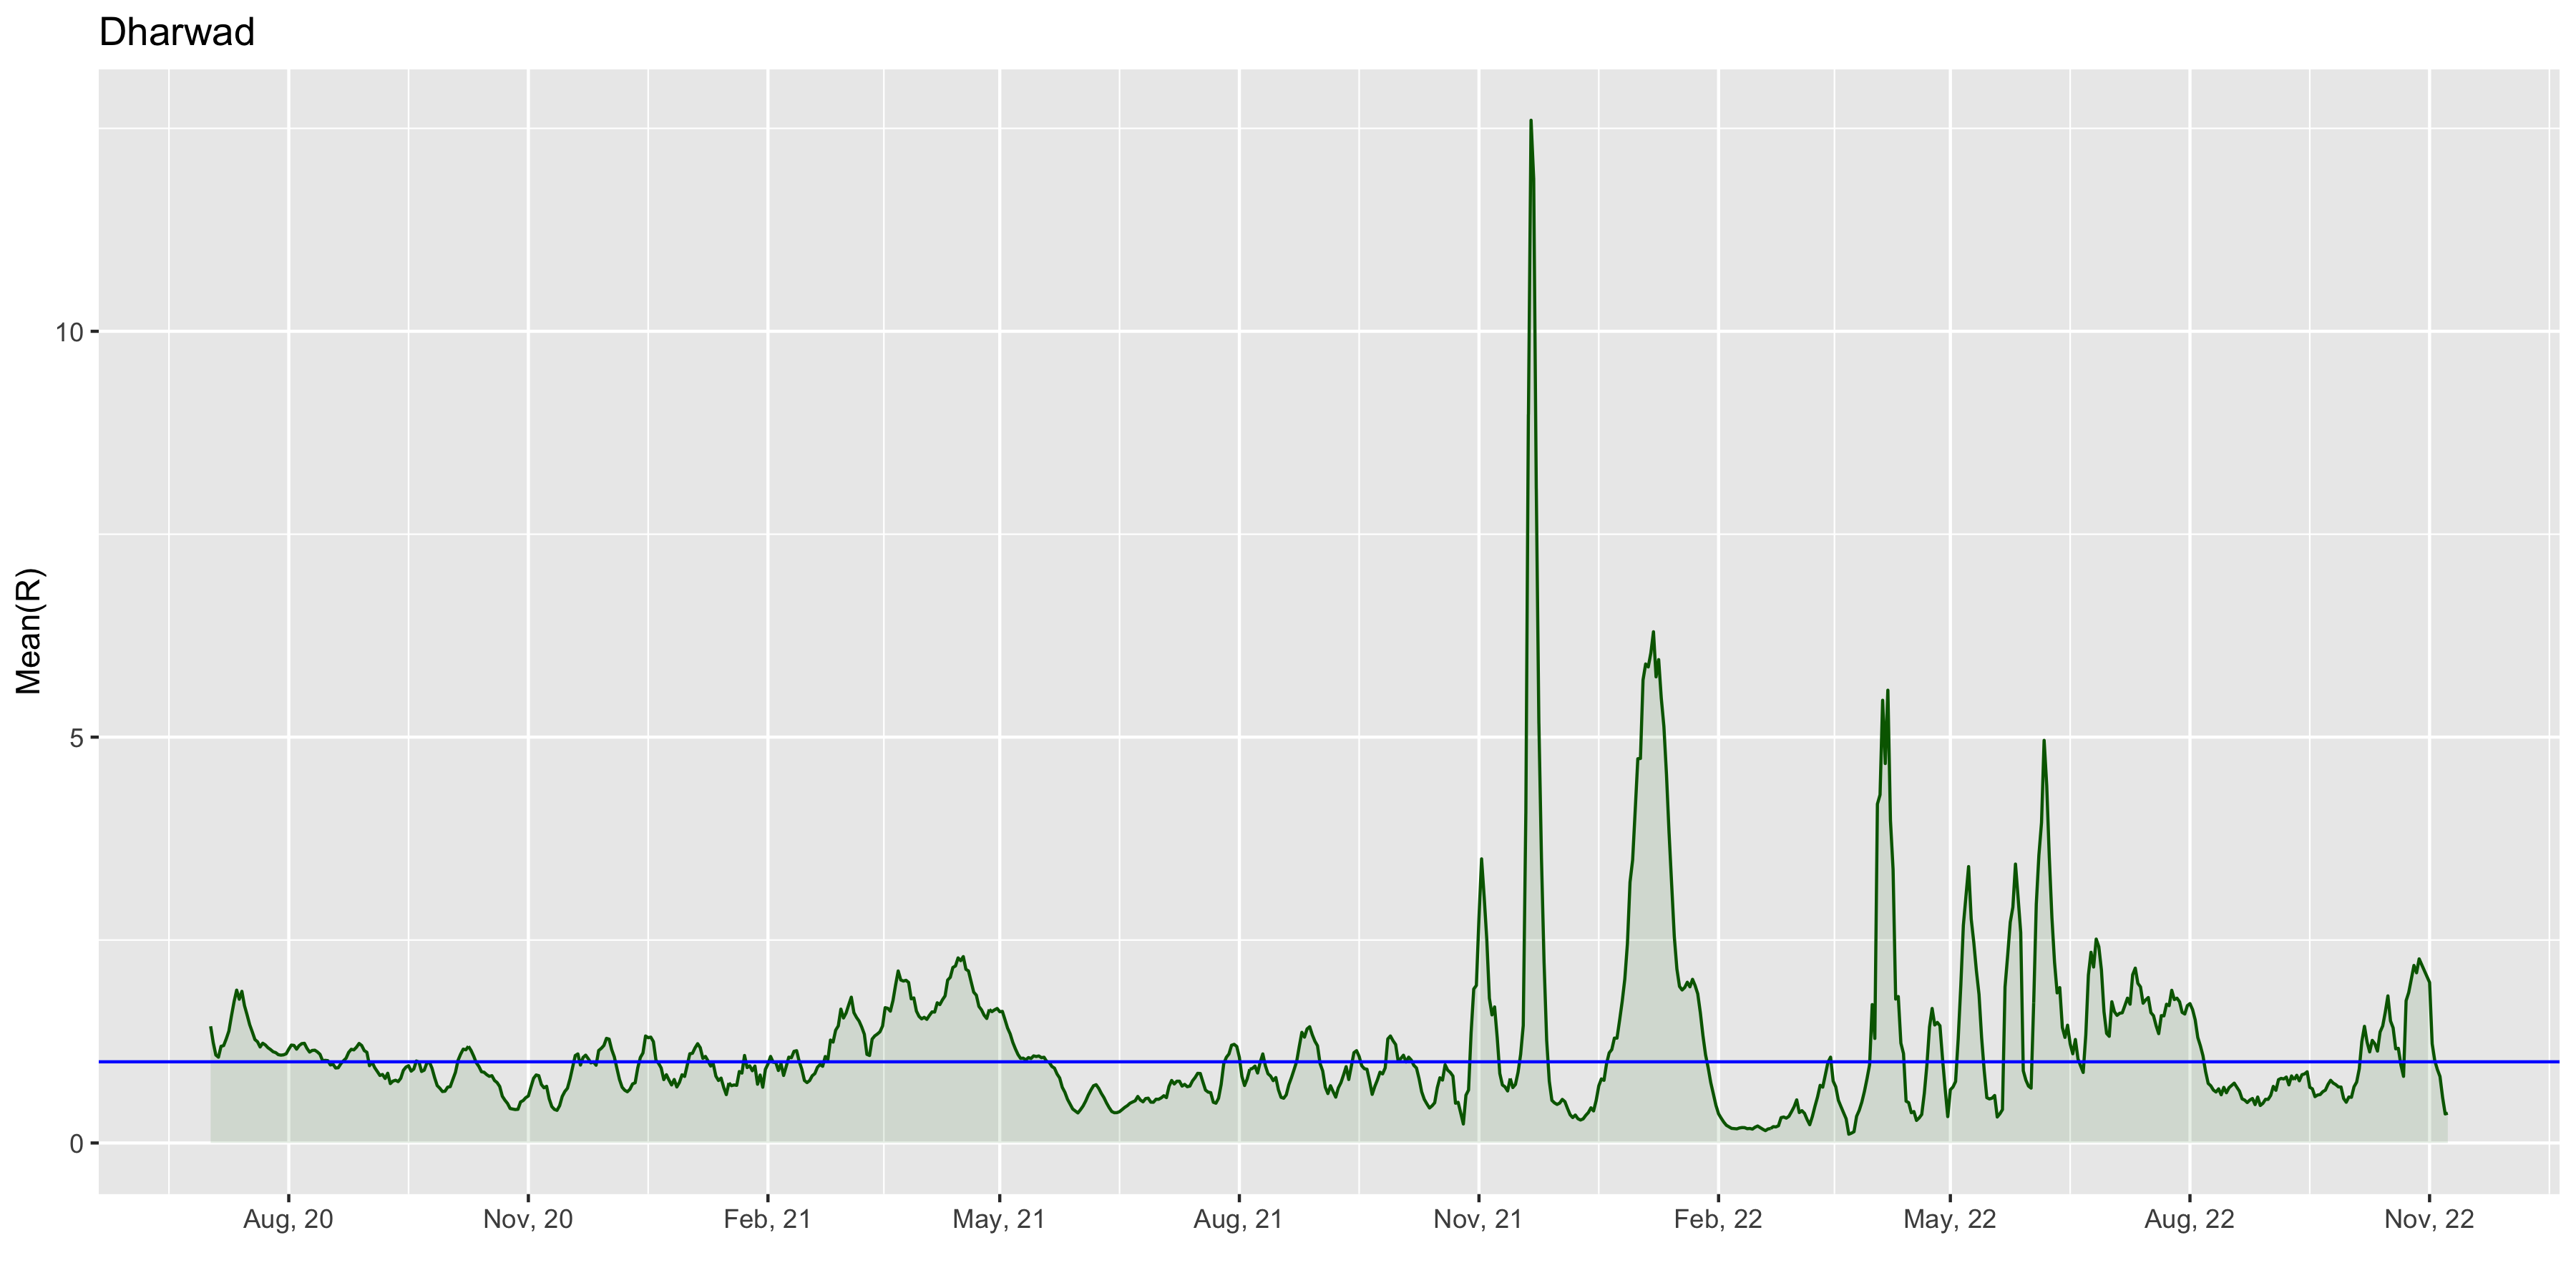 Dharwad
Mean(R)
10
5
0
Aug, 20 Nov, 20 Feb, 21 May, 21 Aug, 21 Nov, 21 Feb, 22 May, 22 Aug, 22 Nov, 22